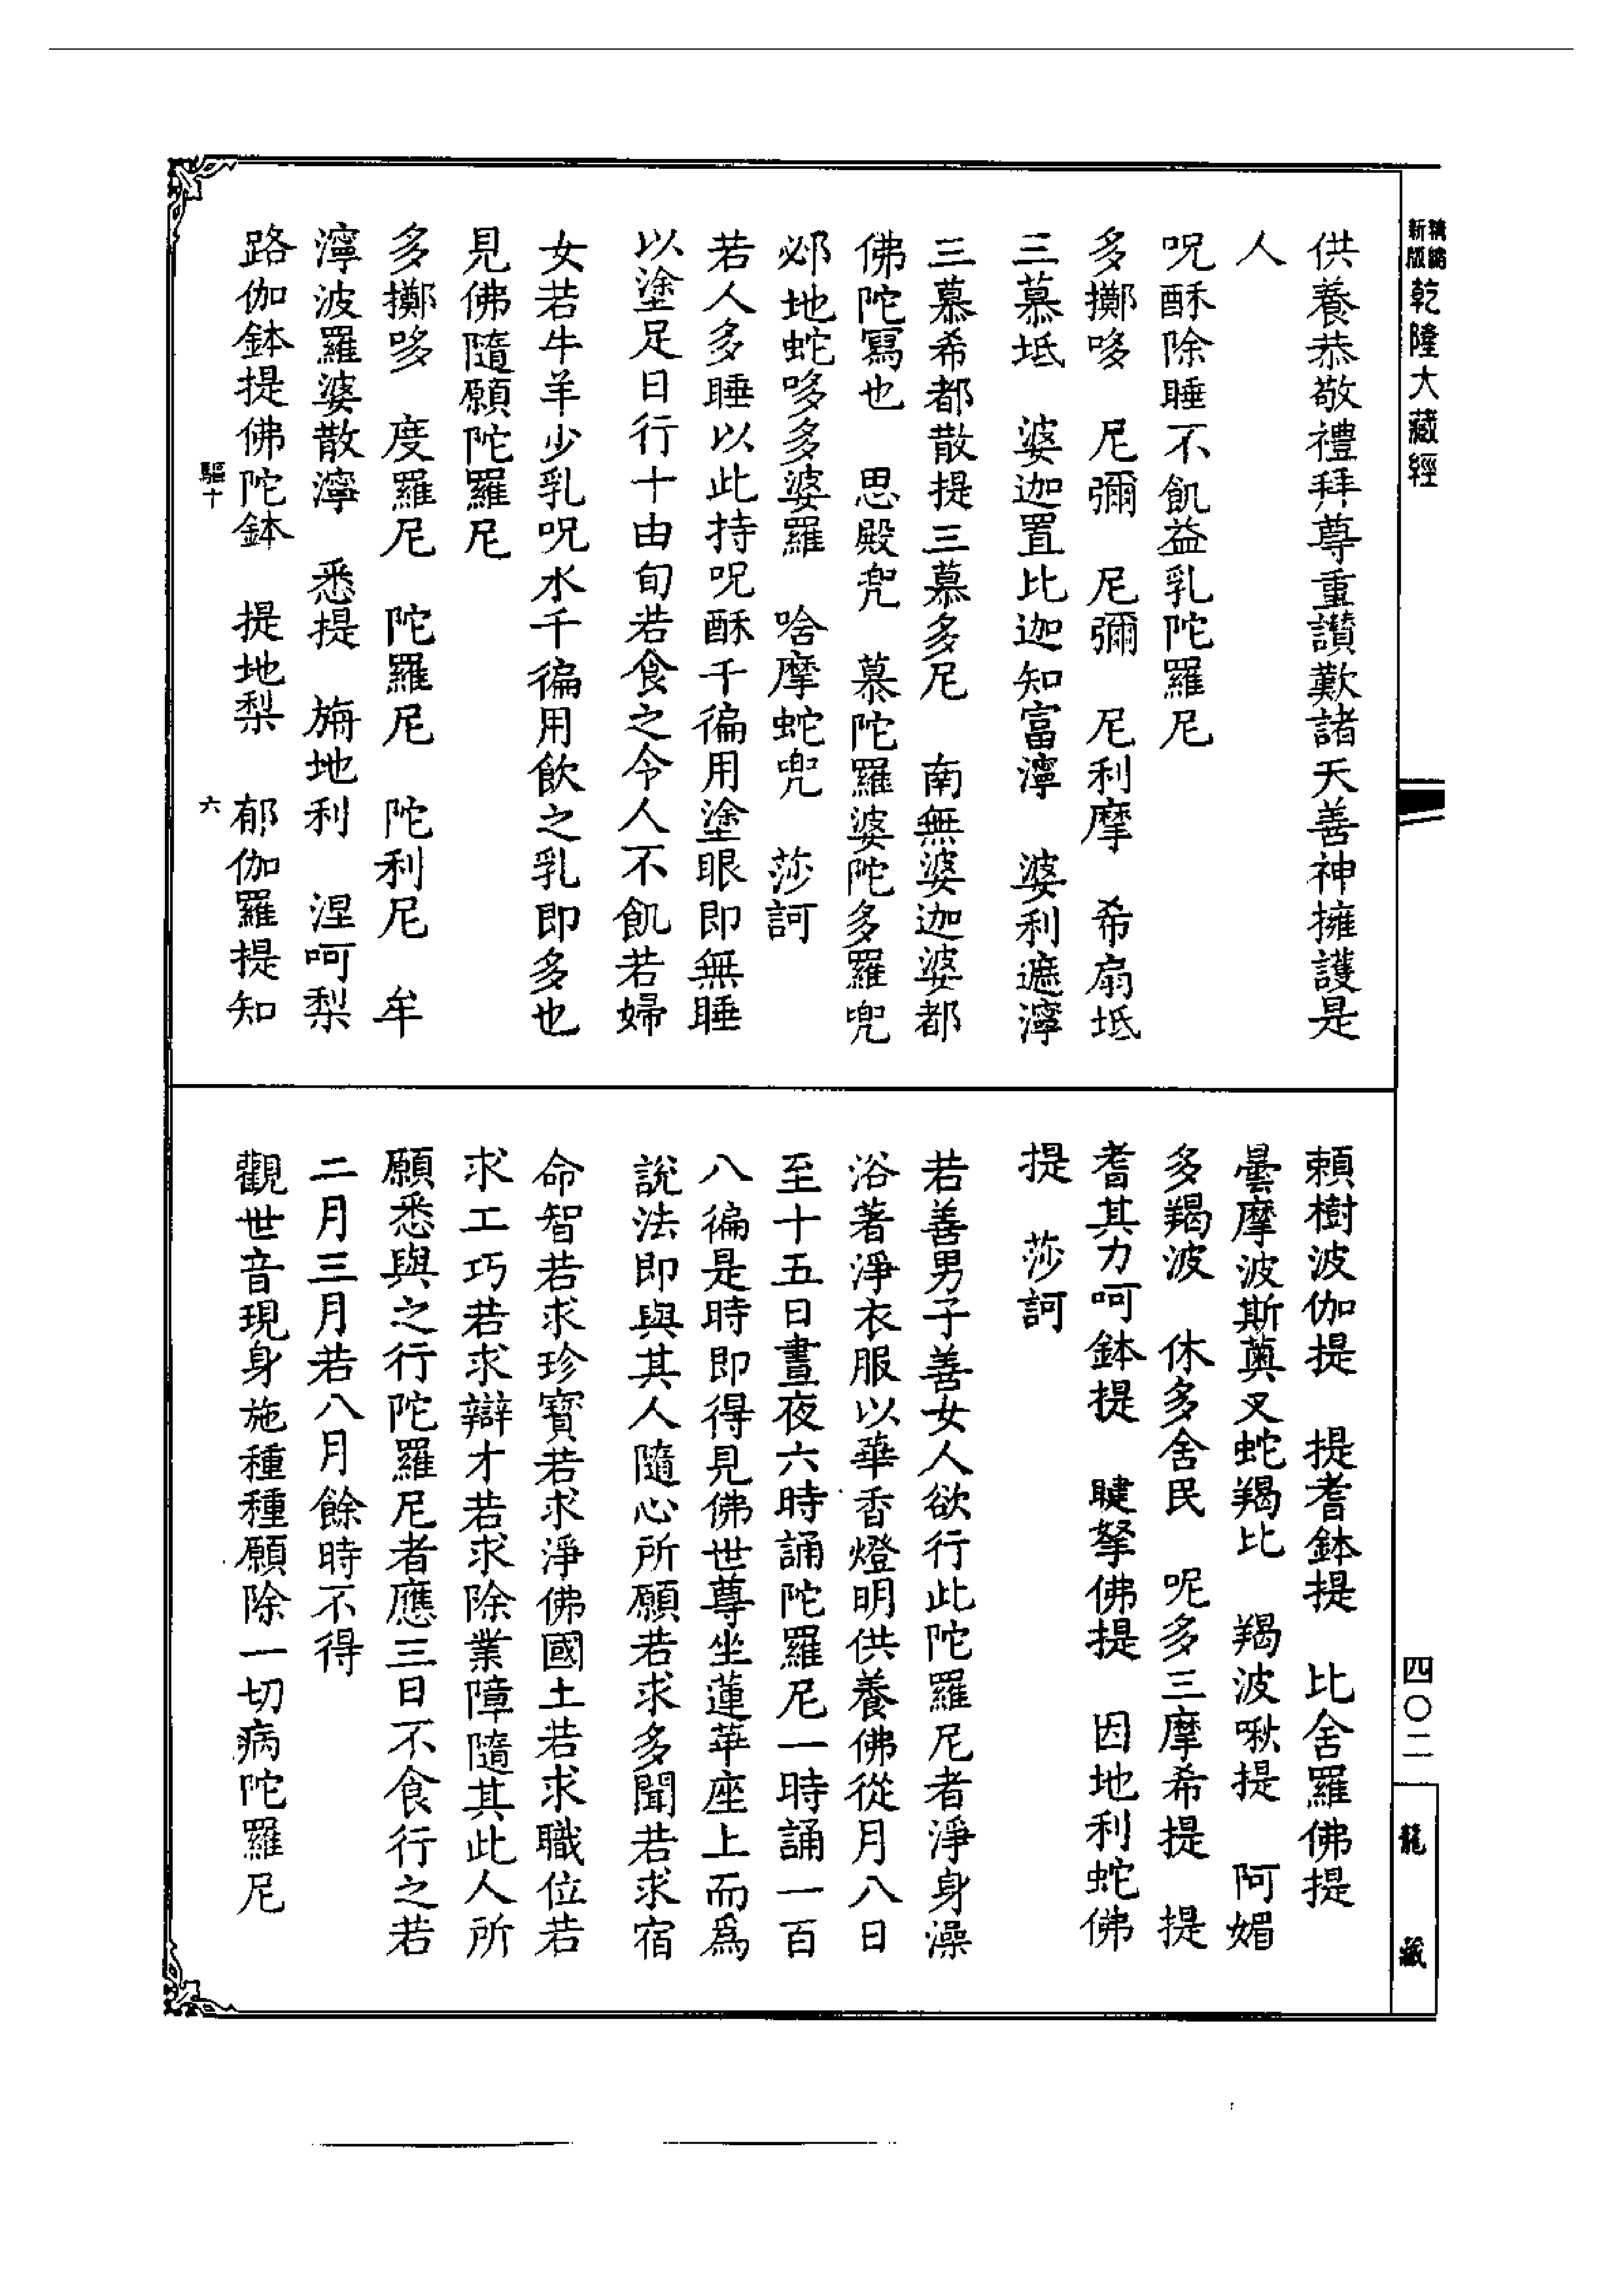 新版精縮乾隆大藏經
供養恭敬禮拜尊重讚歎諸天善神擁護是
人
呪酥除睡不飢益乳陀羅尼
多擲哆　尼彌　尼彌　尼利摩　希扇坻
三慕坻　婆迦置比迦知富濘　婆利遮濘
三慕希都散提三慕多尼　南無婆迦婆都
佛陀寫也　思殿兜　慕陀羅婆陀多羅兜
邲地蛇哆多婆羅　啥摩蛇兜　莎訶
若人多睡以此持呪酥千徧用塗眼即無睡
以塗足日行十由旬若食之令人不飢若婦
女若牛羊少乳呪水千徧用飲之乳即多也
見佛隨願陀羅尼
多擲哆　度羅尼　陀羅尼　陀利尼　牟
濘波羅婆散濘　悉提　旃地利　涅呵梨
路伽鉢提佛陀鉢　提地梨　郁伽羅提知
驅十　六
賴樹波伽提　提耆鉢提　比舍羅佛提
曇摩波斯薁叉蛇羯比　羯波啾提　阿媚
多羯波　休多舍民　呢多三摩希提　提
耆其力呵鉢提　睷拏佛提　因地利蛇佛
提　莎訶
若善男子善女人欲行此陀羅尼者淨身澡
浴著淨衣服以華香燈明供養佛從月八日
至十五日晝夜六時誦陀羅尼一時誦一百
八徧是時即得見佛世尊坐蓮華座上而爲
說法即與其人隨心所願若求多聞若求宿
命智若求珍寶若求淨佛國土若求職位若
求工巧若求辯才若求除業障隨其此人所
願悉與之行陀羅尼者應三日不食行之若
二月三月若八月餘時不得
觀世音現身施種種願除一切病陀羅尼
四〇二
龍藏